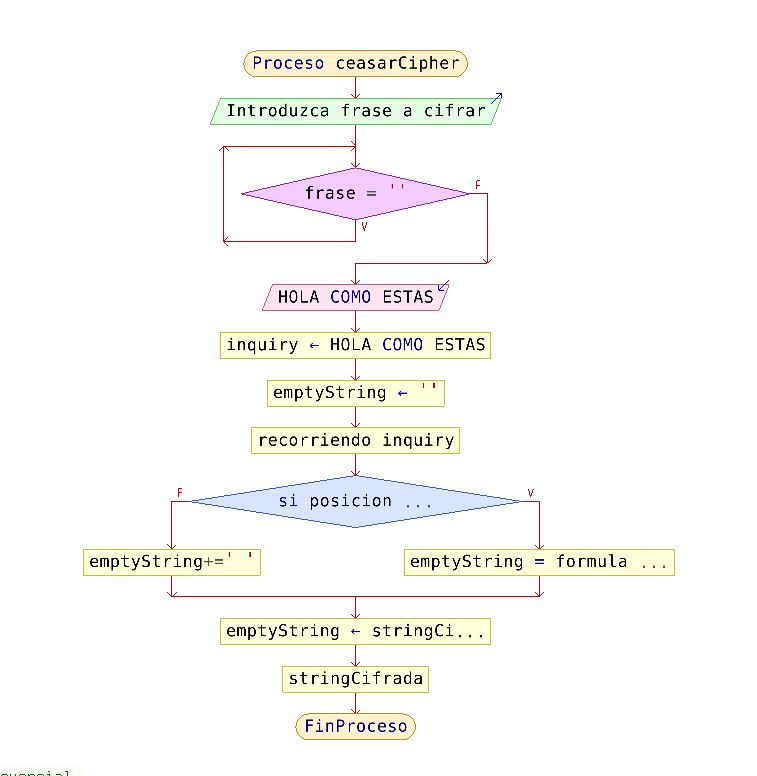 Proceso ceasarCipher
Introduzca frase a cifrar
frase = ''
F
V
HOLA COMO ESTAS
inquiry ← HOLA COMO ESTAS
emptyString ← ''
recorriendo inquiry
F
si posicion ...
V
emptyString+=' '
emptyString = formula ...
emptyString ← stringCi...
stringCifrada
FinProceso